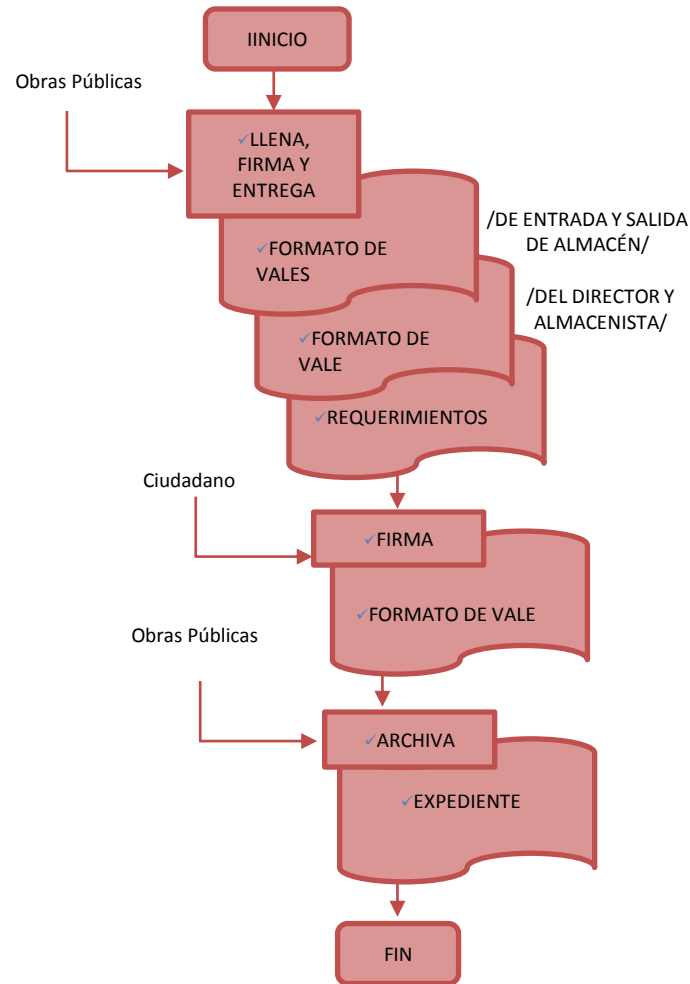 IINICIO
Obras Públicas
✓LLENA,
FIRMA Y
ENTREGA
/DE ENTRADA Y SALIDA
DE ALMACÉN/
✓FORMATO DE
VALES
/DEL DIRECTOR Y
ALMACENISTA/
✓FORMATO DE
VALE
✓REQUERIMIENTOS
Ciudadano
✓FIRMA
✓FORMATO DE VALE
Obras Públicas
✓ARCHIVA
✓EXPEDIENTE
FIN